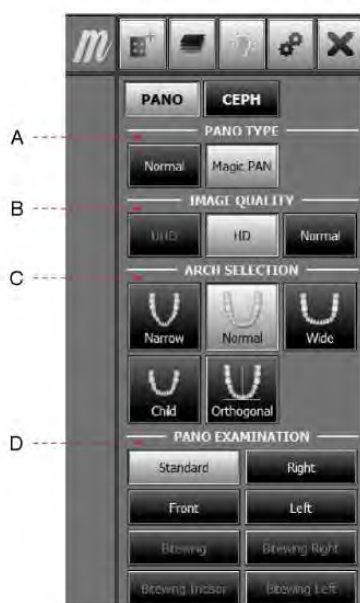 m
PANO CEPH
A PANO TYPE
Normal Magic PAN
B IMAGE QUALITY
UHD HD Normal
C ARCH SELECTION
Narrow Normal Wide
Child Orthogonal
D PANO EXAMINATION
Standard Right
Front Left
Bitewing Bitewing Right
Bitewing Incisor Bitewing Left